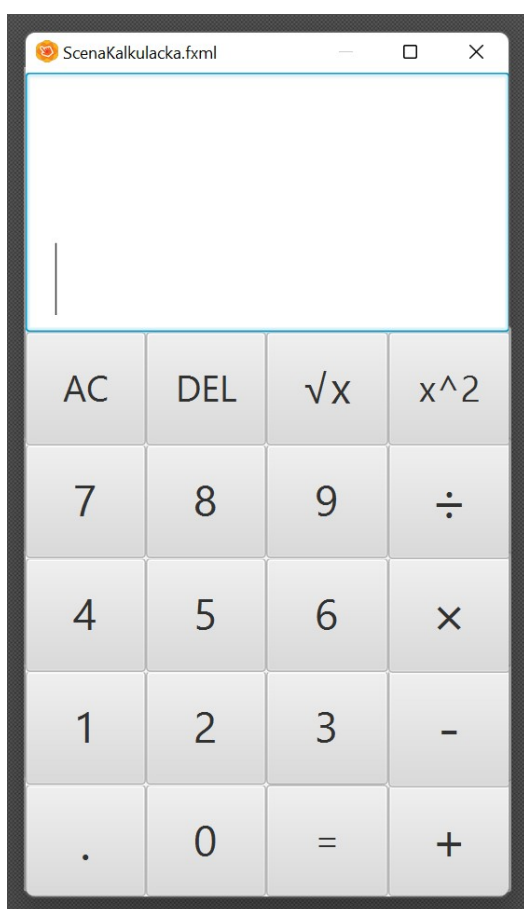 ScenaKalkulacka.fxml
AC DEL √x x^2
7 8 9 ÷
4 5 6 ×
1 2 3 -
. 0 = +